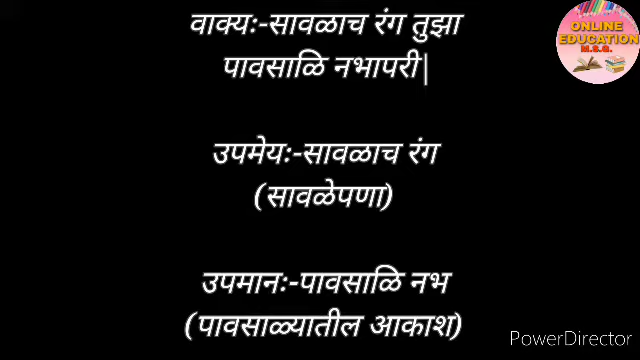 वाक्यः-सावळाच रंग तुझा
पावसाळि नभापरी|
उपमेयः-सावळाच रंग
(सावळेपणा)
उपमानः-पावसाळि नभ
(पावसाळ्यातील आकाश)
ONLINE
EDUCATION
M.S.G.
PowerDirector